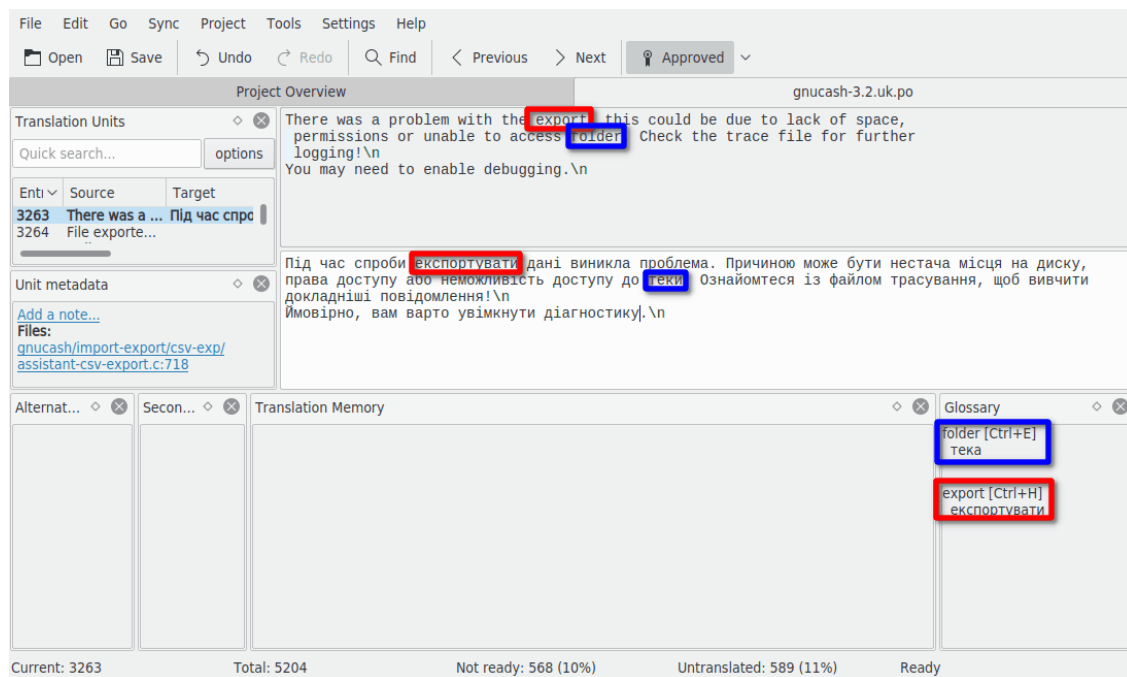 File Edit Go Sync Project Tools Settings Help
Open Save Undo Redo Find Previous Next Approved
Project Overview gnucash-3.2.uk.po
Translation Units
Quick search... options
Enti Source Target
3263 There was a ... Під час спро
3264 File exporte...
Unit metadata
Add a note...
Files:
gnucash/import-export/csv-exp/
assistant-csv-export.c:718
There was a problem with the export, this could be due to lack of space,
permissions or unable to access folder. Check the trace file for further
logging!\n
You may need to enable debugging.\n
Під час спроби експортувати дані виникла проблема. Причиною може бути нестача місця на диску,
права доступу або неможливість доступу до теки. Ознайомтеся із файлом трасування, щоб вивчити
докладніші повідомлення!\n
Ймовірно, вам варто увімкнути діагностику.\n
Alternat... Secon... Translation Memory Glossary
folder [Ctrl+E]
тека
export [Ctrl+H]
експортувати
Current: 3263 Total: 5204 Not ready: 568 (10%) Untranslated: 589 (11%) Ready